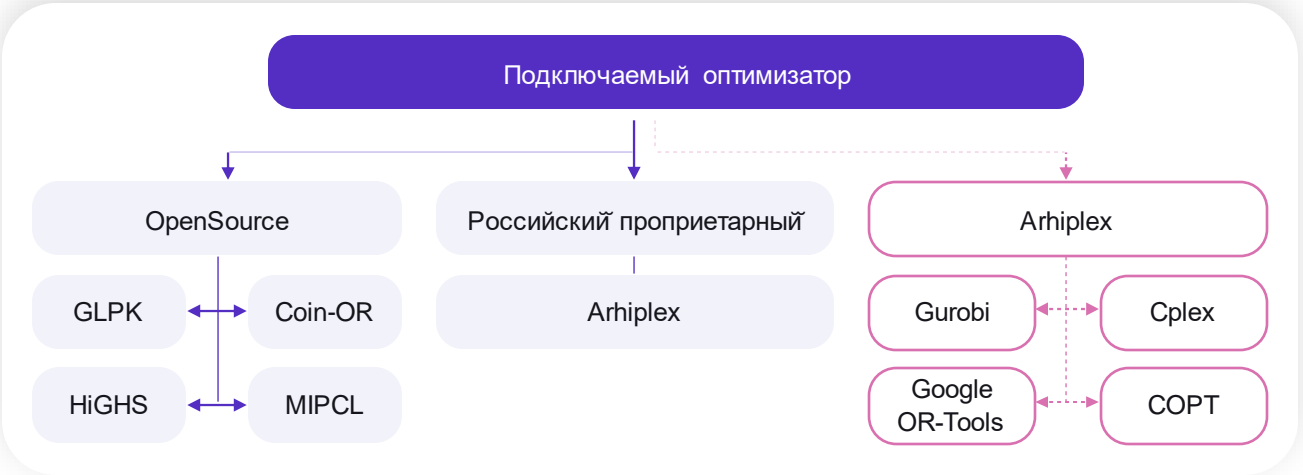 Подключаемый оптимизатор
OpenSource
Российский̆ проприетарный̆
Arhiplex
GLPK
Coin-OR
Arhiplex
Gurobi
Cplex
HiGHS
MIPCL
Google
OR-Tools
COPT